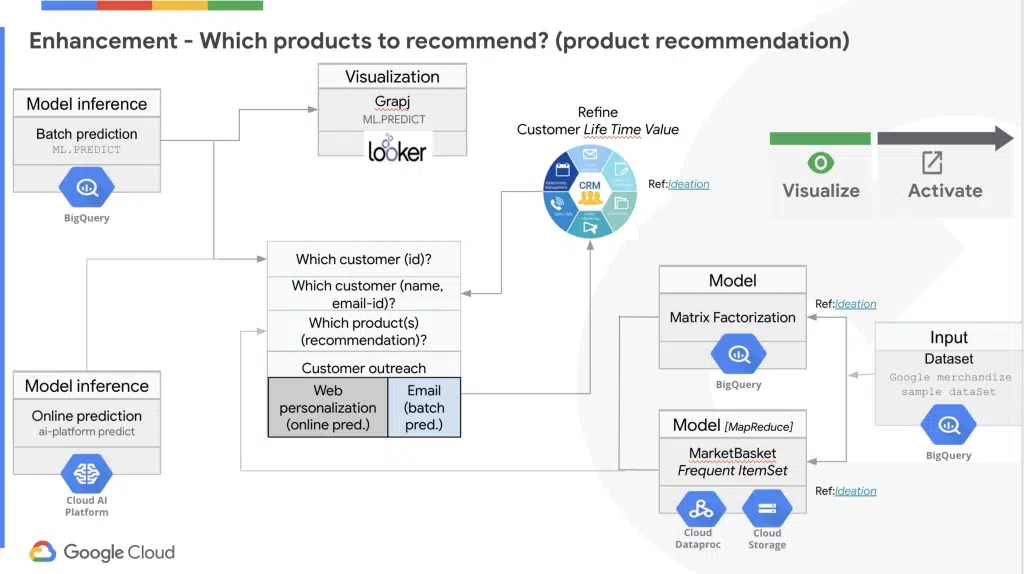 Enhancement - Which products to recommend? (product recommendation)
Model inference
Batch prediction
ML.PREDICT
BigQuery
Visualization
Grapj
ML.PREDICT
looker
Refine
Customer Life Time Value
CRM
Ref:Ideation
Visualize
Activate
Which customer (id)?
Which customer (name,
email-id)?
Which product(s)
(recommendation)?
Customer outreach
Web
personalization
(online pred.)
Email
(batch
pred.)
Model inference
Online prediction
ai-platform predict
Cloud AI
Platform
Model
Matrix Factorization
BigQuery
Ref:Ideation
Model [MapReduce]
MarketBasket
Frequent ItemSet
Cloud
Dataproc
Cloud
Storage
Ref:Ideation
Input
Dataset
Google merchandize
sample dataSet
BigQuery
Google Cloud